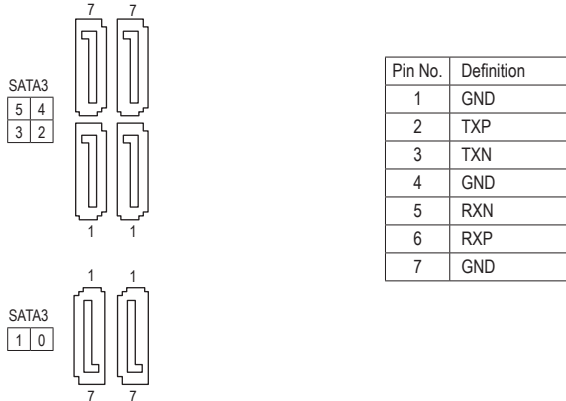 7 7
SATA3
5 4
3 2
1 1
1 1
SATA3
1 0
7 7
Pin No. Definition
1 GND
2 TXP
3 TXN
4 GND
5 RXN
6 RXP
7 GND